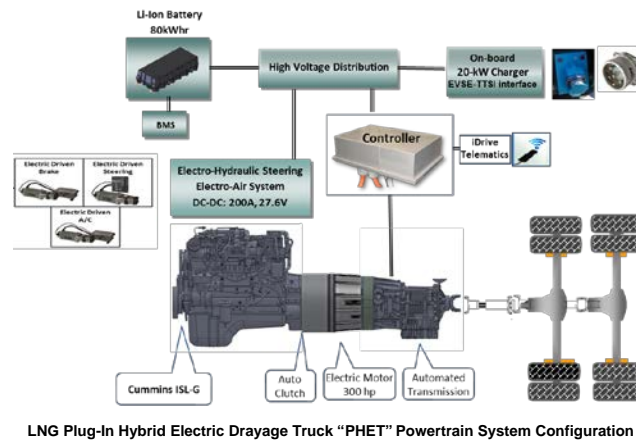 Li-Ion Battery
80kWhr
High Voltage Distribution
On-board
20-kW Charger
EVSE-TTSI interface
BMS
Controller
iDrive
Telematics
Electric Driven
Brake
Electric Driven
Steering
Electric Driven
A/C
Electro-Hydraulic Steering
Electro-Air System
DC-DC: 200A, 27.6V
Cummins ISL-G
Auto
Clutch
Electric Motor
300 hp
Automated
Transmission
LNG Plug-In Hybrid Electric Drayage Truck “PHET” Powertrain System Configuration